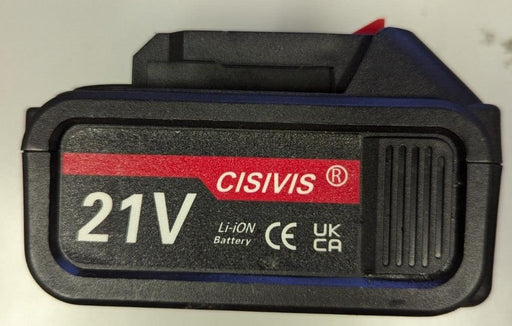 CISIVIS ®
21V
Li-iON
Battery
CE
UK
CA